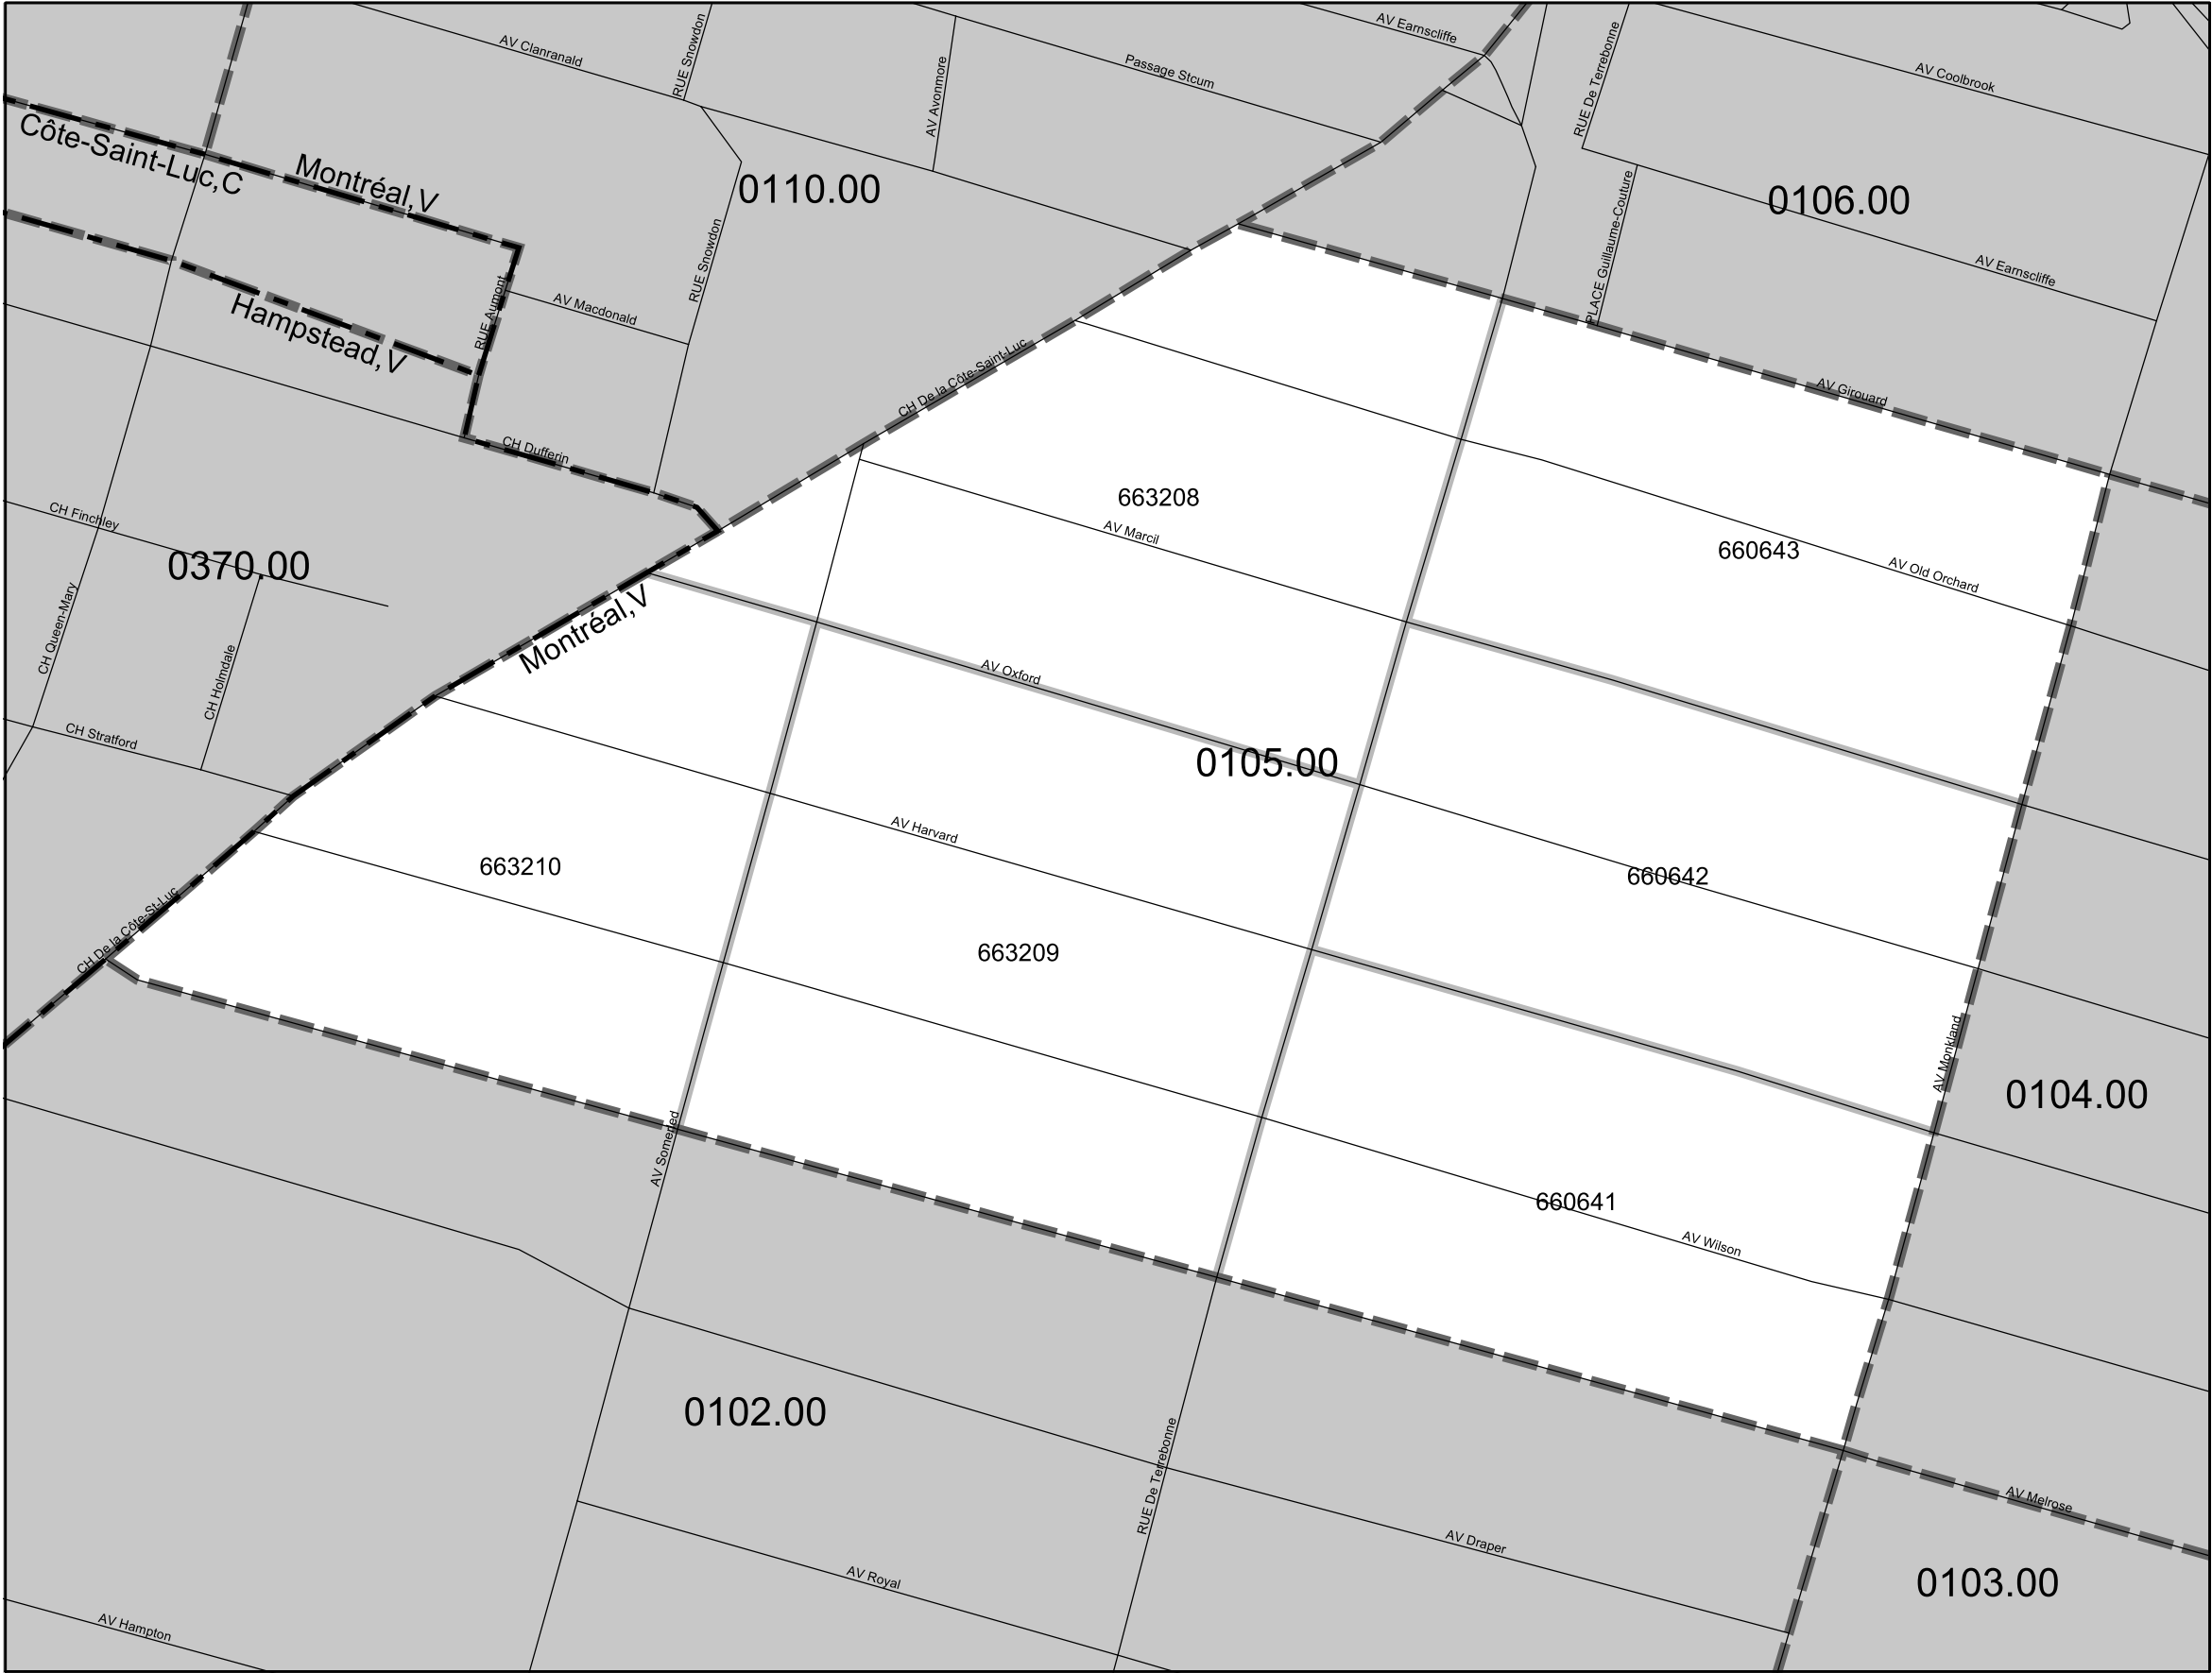 AV Earnscliffe
AV Clanranald
RUE Snowdon
Passage Stcum
RUE De Terrebonne
AV Coolbrook
AV Avonmore
Côte-Saint-Luc,C
Montréal,V
0110.00
0106.00
PLACE Guillaume-Couture
RUE Snowdon
AV Earnscliffe
RUE Aumont
AV Macdonald
Hampstead,V
CH De la Côte-Saint-Luc
AV Girouard
CH Dufferin
663208
CH Finchley
AV Marcil
660643
0370.00
AV Old Orchard
CH Queen-Mary
Montréal,V
CH Holmdale
AV Oxford
CH Stratford
0105.00
AV Harvard
663210
660642
CH De la Côte-St-Luc
663209
AV Monkland
0104.00
AV Somerled
660641
AV Wilson
0102.00
RUE De Terrebonne
AV Melrose
AV Draper
AV Royal
0103.00
AV Hampton